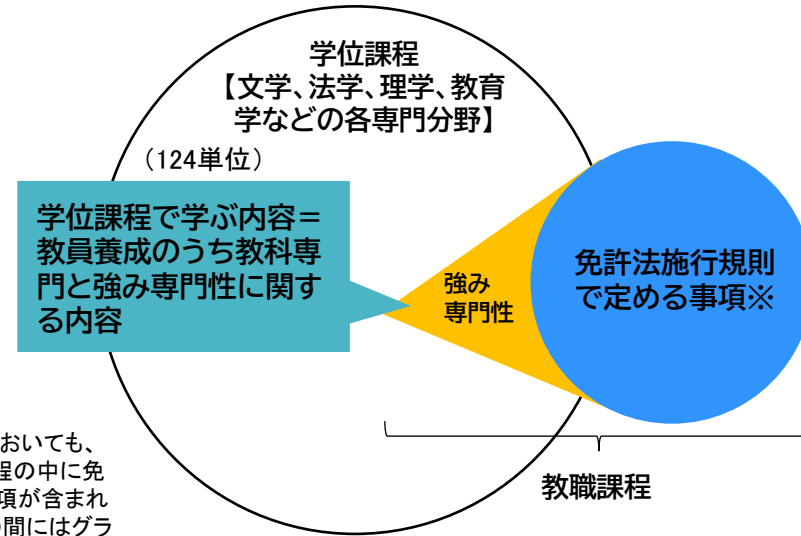 学位課程
【文学、法学、理学、教育
学などの各専門分野】
（124単位）
学位課程で学ぶ内容＝
教員養成のうち教科専
門と強み専門性に関す
る内容
強み
専門性
免許法施行規則
で定める事項※
教職課程
おいても、
程の中に免
項が含まれ
間にはグラ